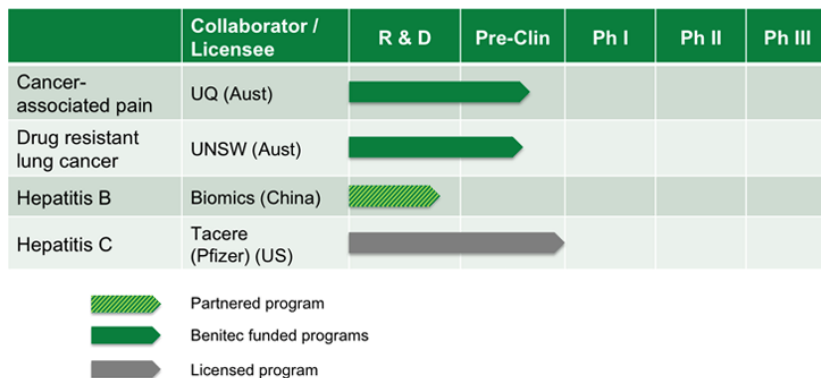 Collaborator /
Licensee
R & D
Pre-Clin
Ph I
Ph II
Ph III
Cancer-
associated pain
UQ (Aust)
Drug resistant
lung cancer
UNSW (Aust)
Hepatitis B
Biomics (China)
Hepatitis C
Tacere
(Pfizer) (US)
Partnered program
Benitec funded programs
Licensed program